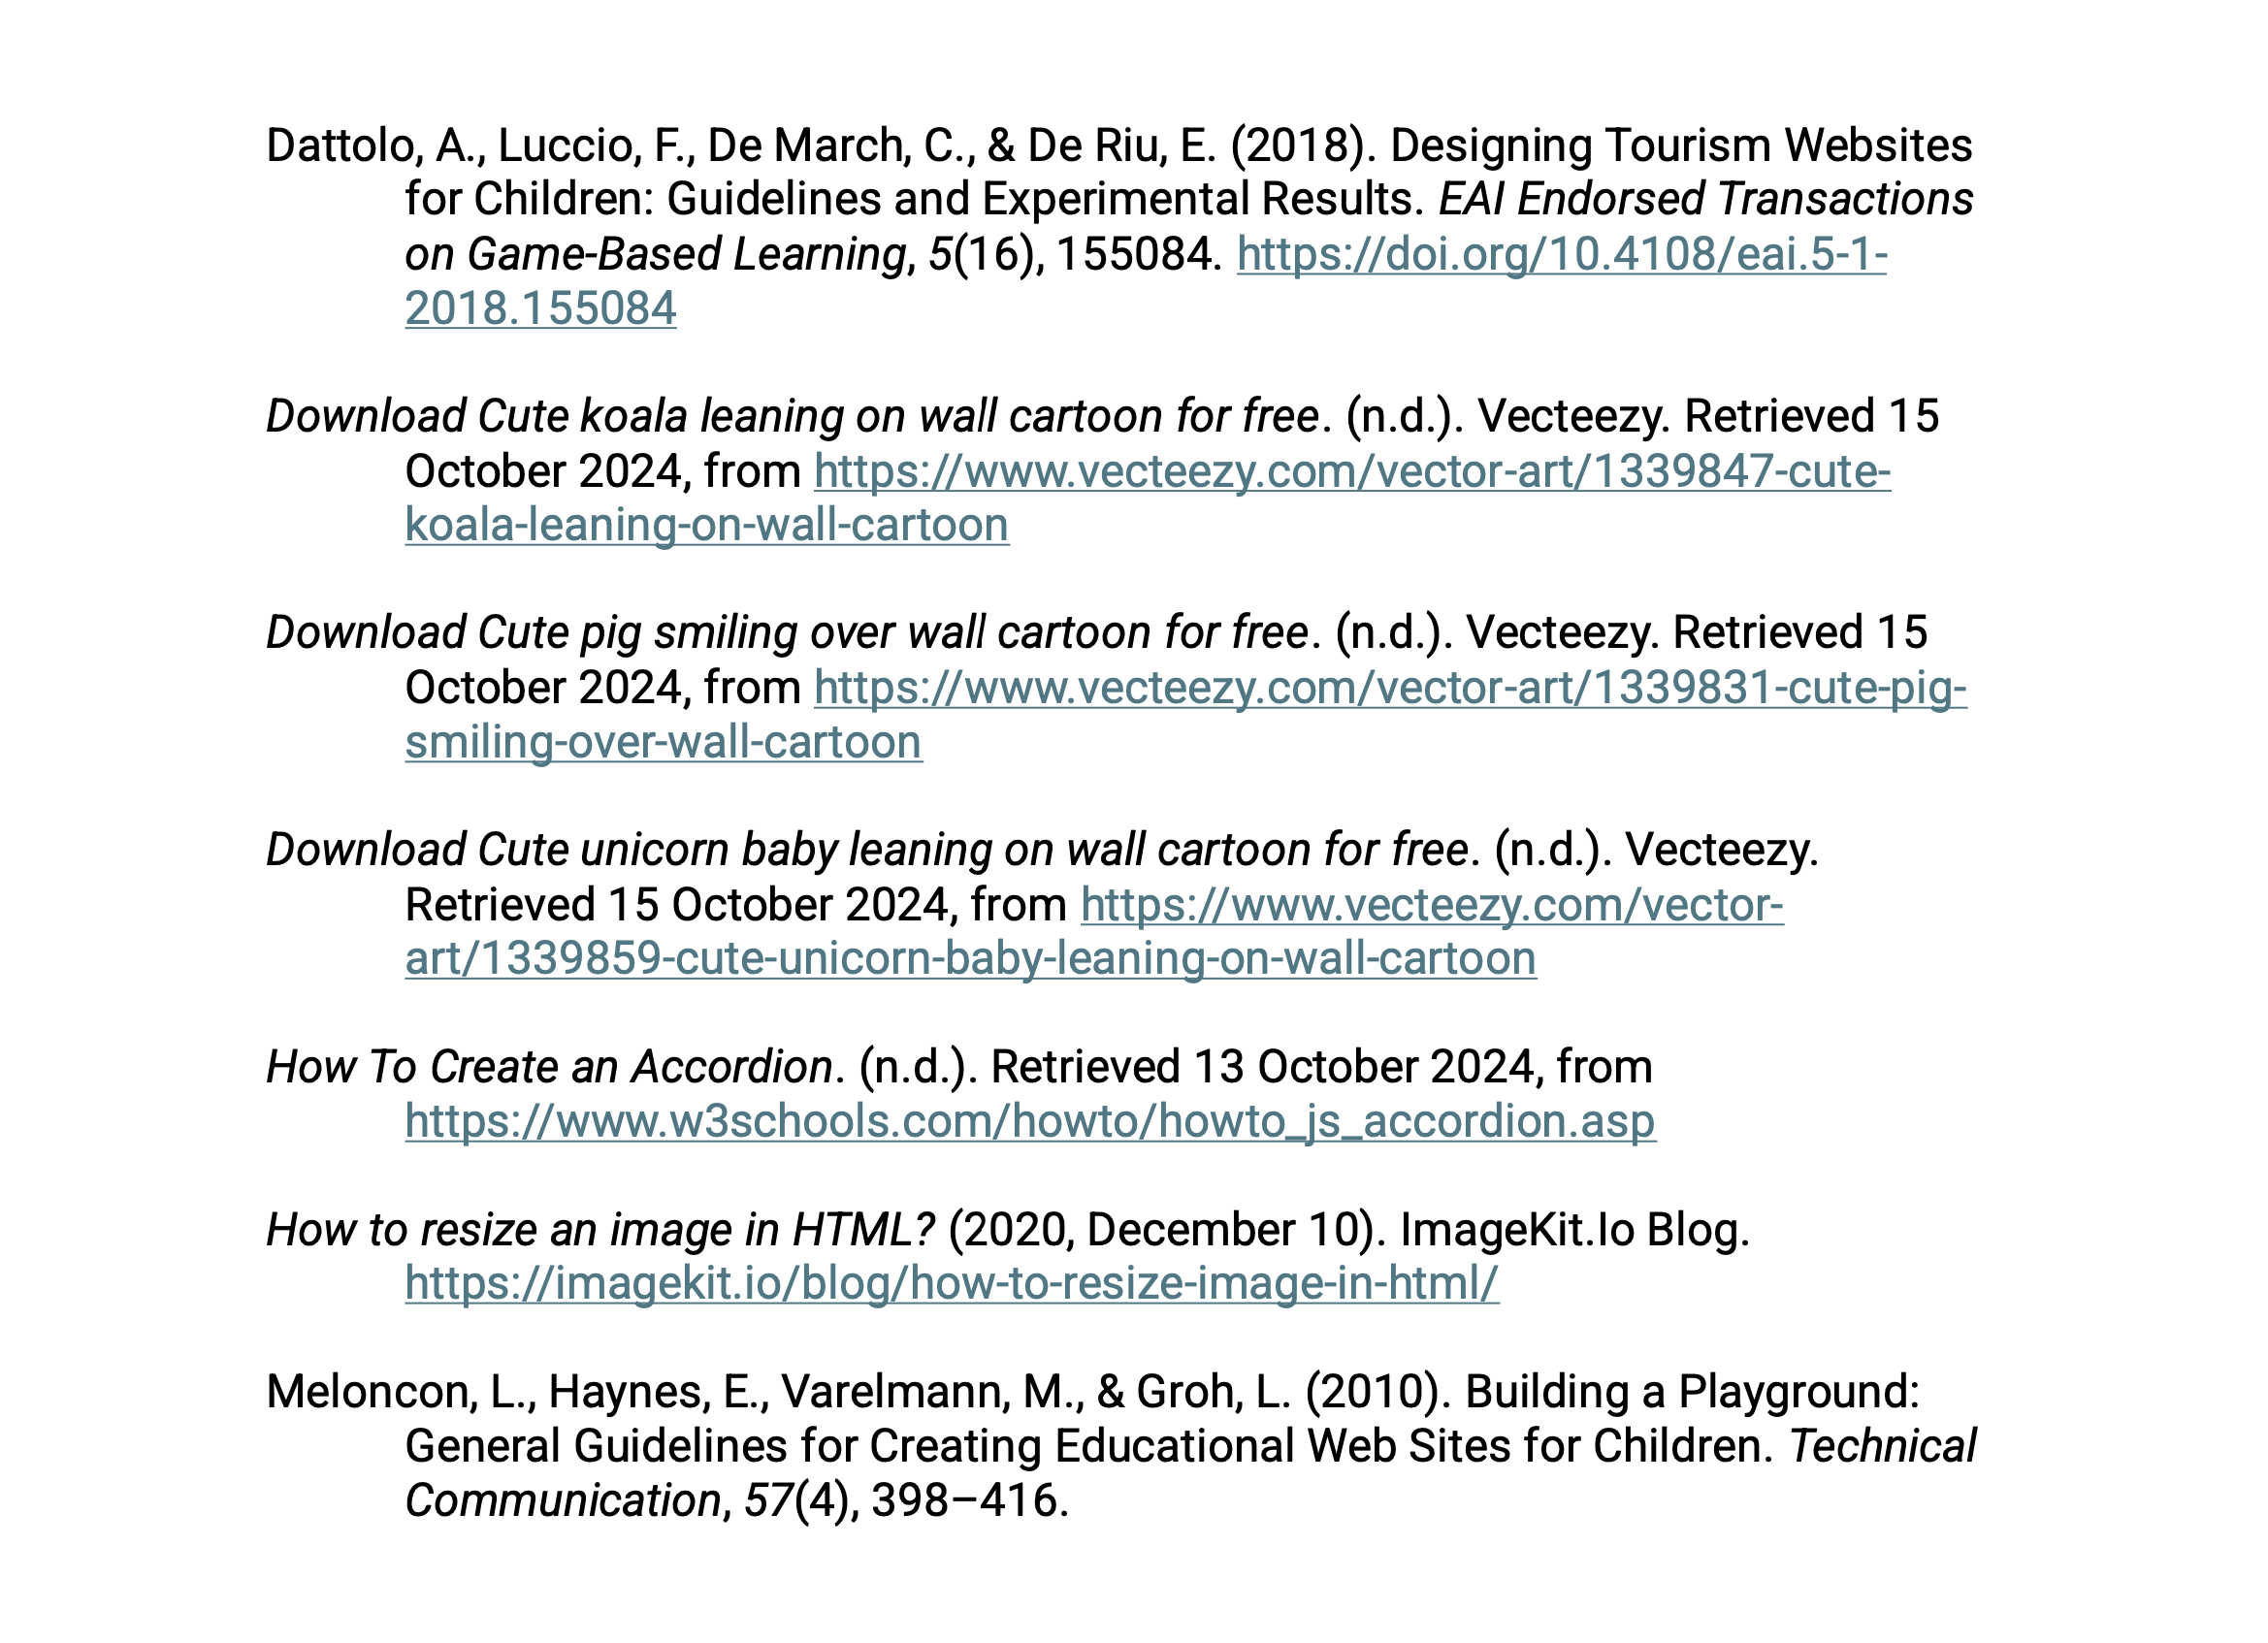 Dattolo, A., Luccio, F., De March, C., & De Riu, E. (2018). Designing Tourism Websites
for Children: Guidelines and Experimental Results. EAI Endorsed Transactions
on Game-Based Learning, 5(16), 155084. https://doi.org/10.4108/eai.5-1-
2018.155084
Download Cute koala leaning on wall cartoon for free. (n.d.). Vecteezy. Retrieved 15
October 2024, from https://www.vecteezy.com/vector-art/1339847-cute-
koala-leaning-on-wall-cartoon
Download Cute pig smiling over wall cartoon for free. (n.d.). Vecteezy. Retrieved 15
October 2024, from https://www.vecteezy.com/vector-art/1339831-cute-pig-
smiling-over-wall-cartoon
Download Cute unicorn baby leaning on wall cartoon for free. (n.d.). Vecteezy.
Retrieved 15 October 2024, from https://www.vecteezy.com/vector-
art/1339859-cute-unicorn-baby-leaning-on-wall-cartoon
How To Create an Accordion. (n.d.). Retrieved 13 October 2024, from
https://www.w3schools.com/howto/howto_js_accordion.asp
How to resize an image in HTML? (2020, December 10). ImageKit.Io Blog.
https://imagekit.io/blog/how-to-resize-image-in-html/
Meloncon, L., Haynes, E., Varelmann, M., & Groh, L. (2010). Building a Playground:
General Guidelines for Creating Educational Web Sites for Children. Technical
Communication, 57(4), 398–416.